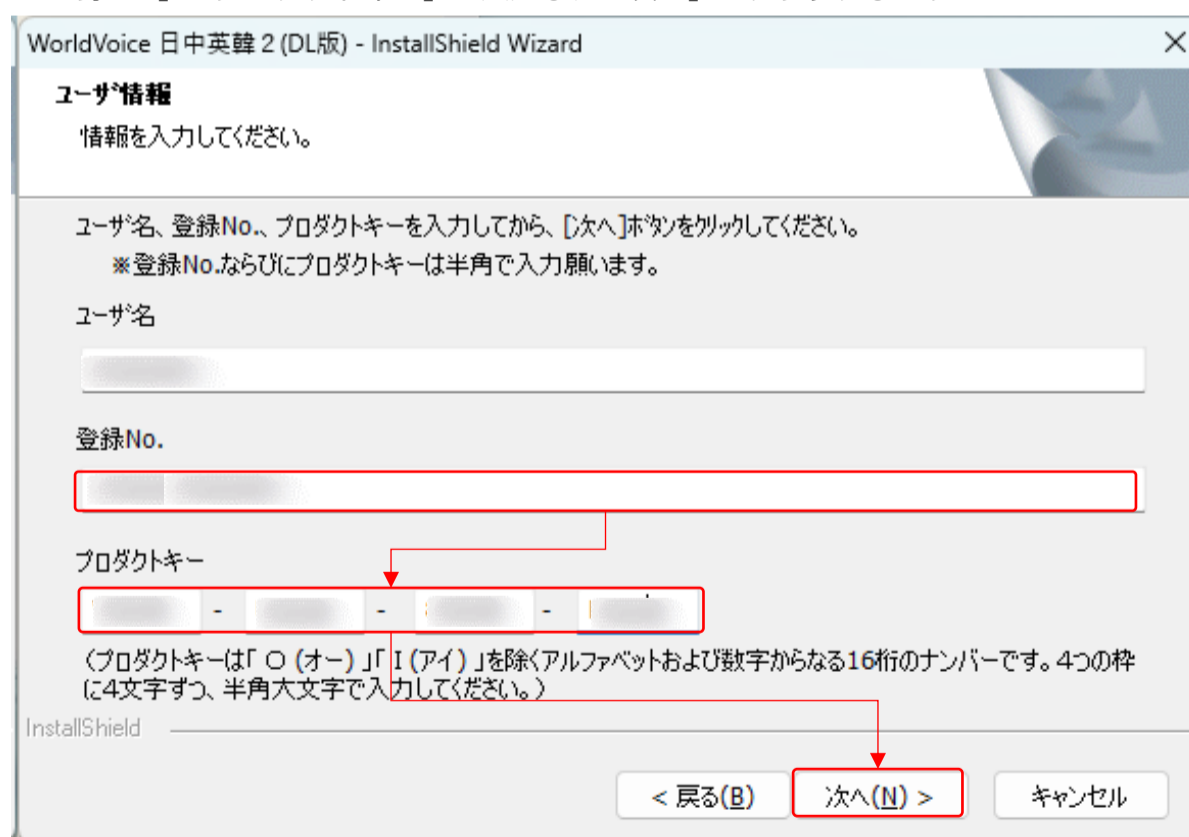 WorldVoice 日中英韓２(DL版) - InstallShield Wizard
ユーザ情報
情報を入力してください。
ユーザ名、登録No.、プロダクトキーを入力してから、[次へ]ボタンをクリックしてください。
※登録No.ならびにプロダクトキーは半角で入力願います。
ユーザ名
登録No.
プロダクトキー
- - -
（プロダクトキーは「 O (オー) 」「 I (アイ) 」を除くアルファベットおよび数字からなる16桁のナンバーです。4つの枠
に4文字ずつ、半角大文字で入力してください。）
InstallShield
< 戻る(B) 次へ(N) > キャンセル